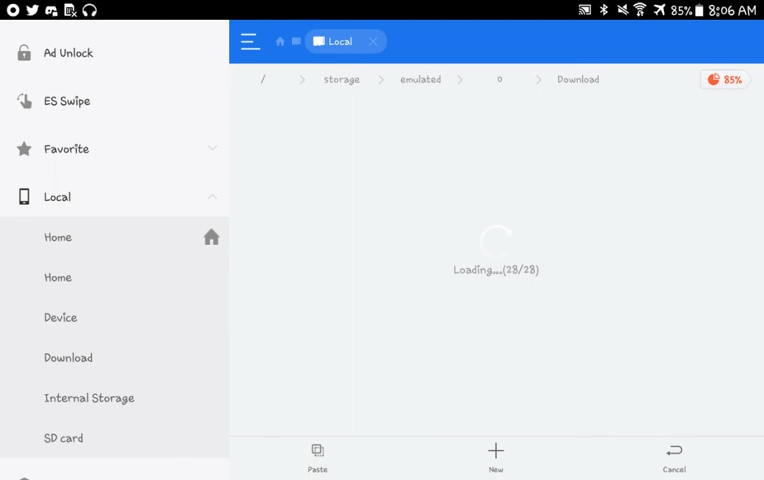 85% 8:06 AM
Ad Unlock
ES Swipe
Favorite
Local
Home
Home
Device
Download
Internal Storage
SD card
Local
/ storage emulated 0 Download 85%
Loading...(28/28)
Paste
New
Cancel